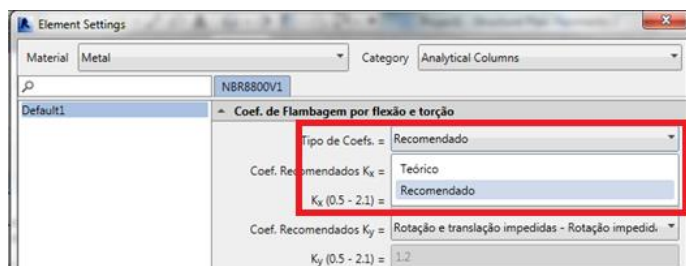 Element Settings
Material Metal Category Analytical Columns
NBR8800V1
Default1
Coef. de Flambagem por flexão e torção
Tipo de Coefs. = Recomendado
Teórico
Coef. Recomendados Kx =
Recomendado
Kx (0.5 - 2.1) =
Coef. Recomendados Ky = Rotação e translação impedidas - Rotação impedid
Ky (0.5 - 2.1) = 1.2